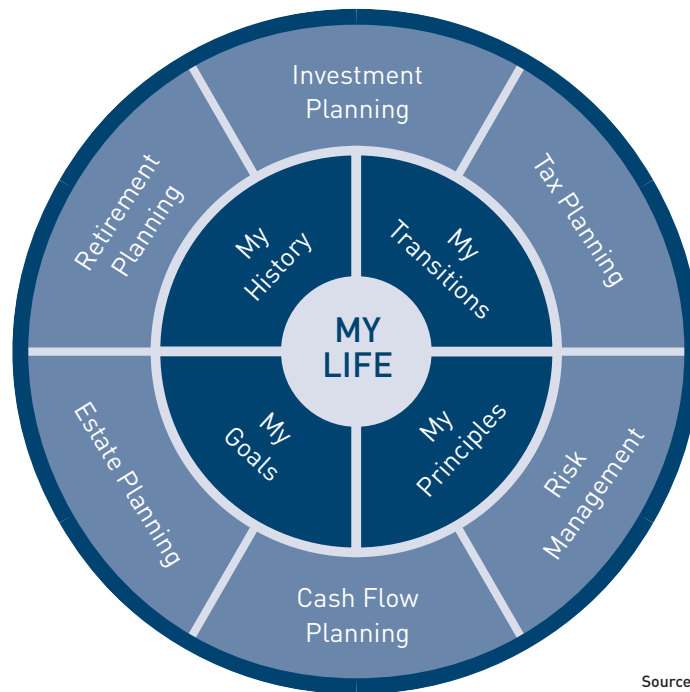 Investment
Planning
Tax Planning
Risk
Management
Cash Flow
Planning
Estate Planning
Retirement
Planning
My
History
My
Transitions
My
Principles
My
Goals
MY
LIFE
Source